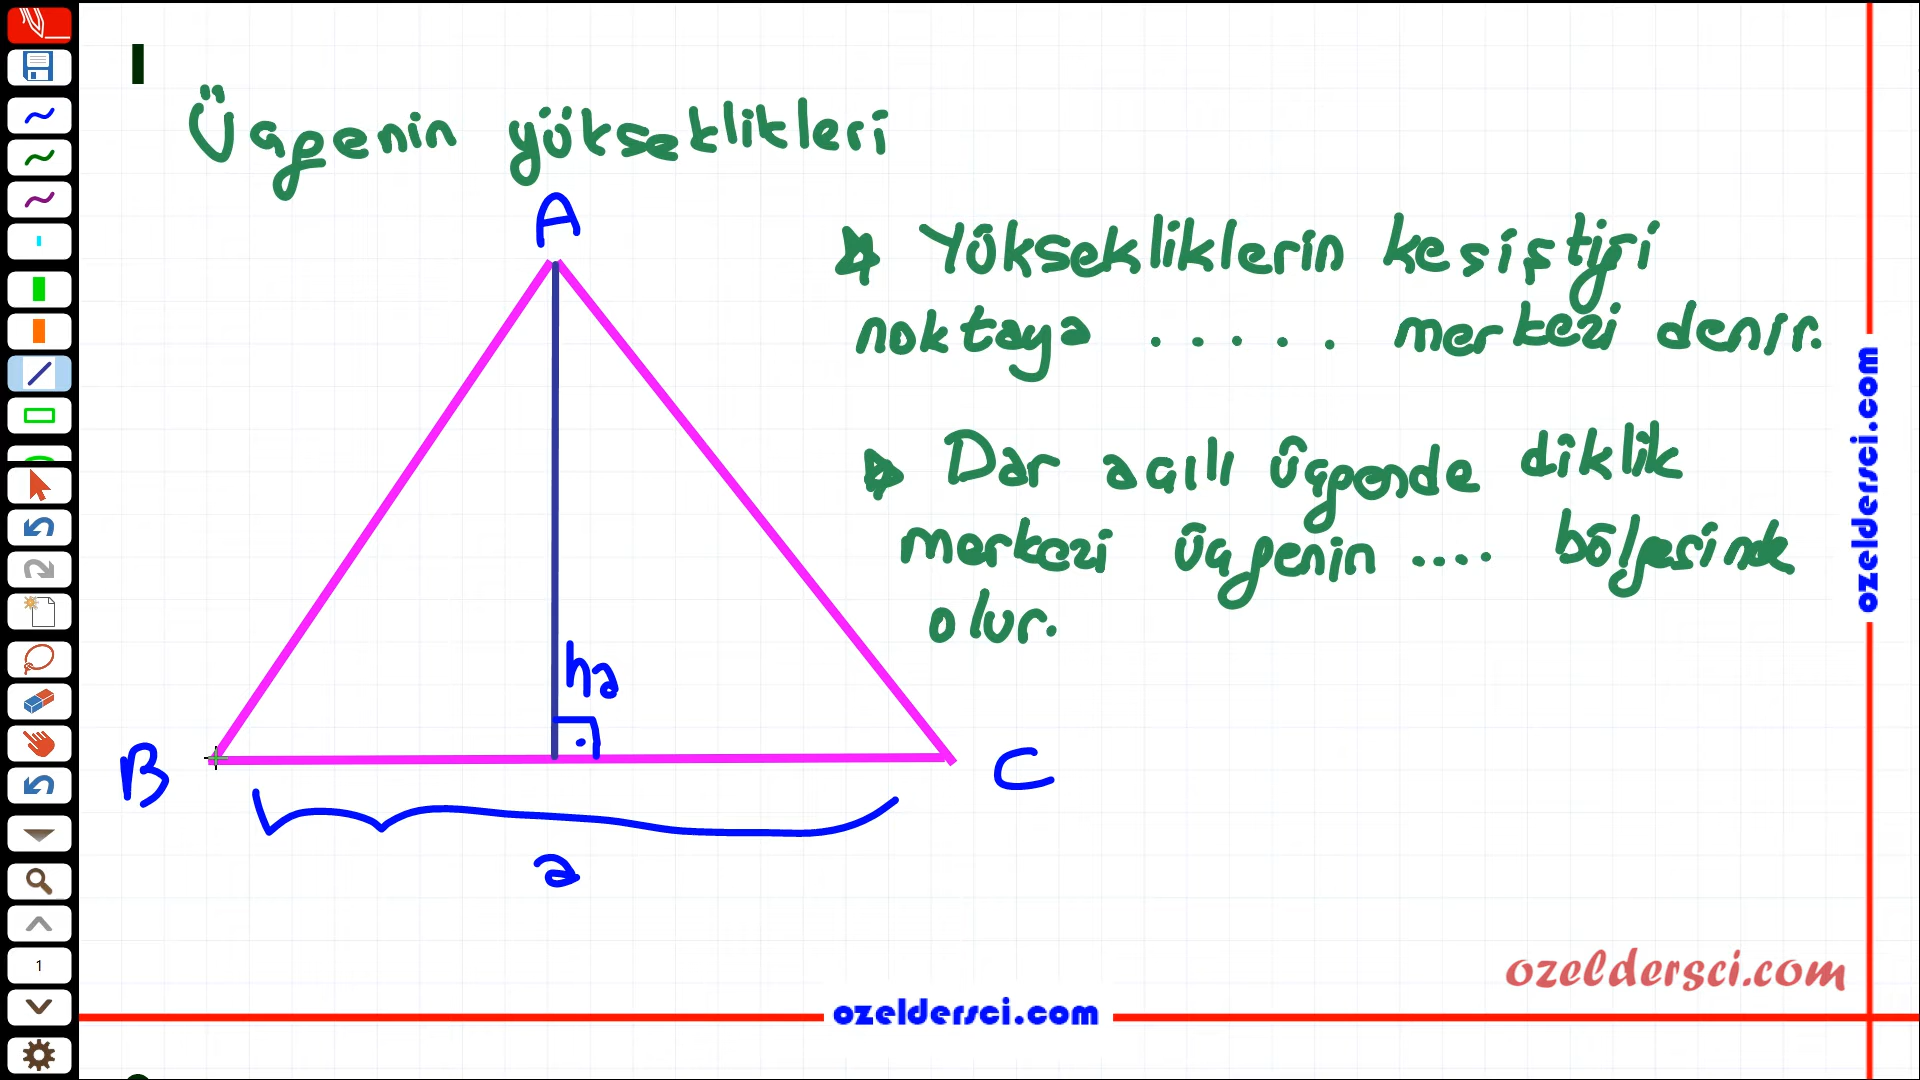 Üçgenin yükseklikleri
A
Yüksekliklerin kesiştiği
noktaya ..... merkezi denir.
Dar açılı üçgende diklik
merkezi üçgenin .... bölgesinde
olur.
ha
B
C
a
1
ozeldersci.com
ozeldersci.com
ozeldersci.com